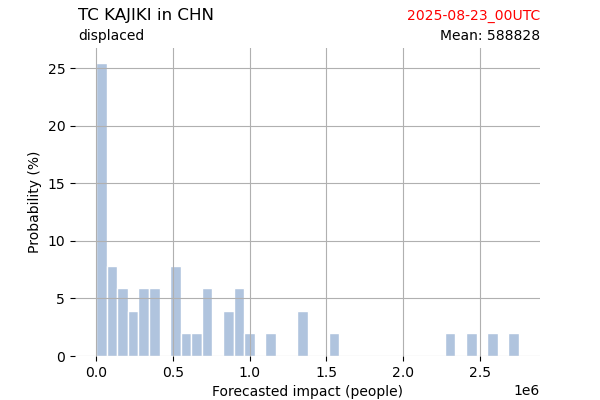 TC KAJIKI in CHN
2025-08-23_00UTC
displaced
Mean: 588828
Probability (%)
25
20
15
10
5
0
0.0 0.5 1.0 1.5 2.0 2.5
1e6
Forecasted impact (people)